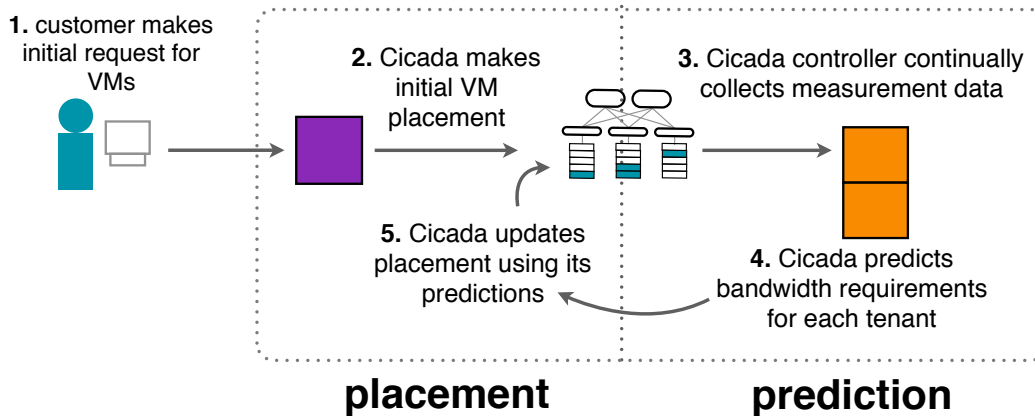 1. customer makes
initial request for
VMs
2. Cicada makes
initial VM
placement
3. Cicada controller continually
collects measurement data
4. Cicada predicts
bandwidth requirements
for each tenant
5. Cicada updates
placement using its
predictions
placement
prediction